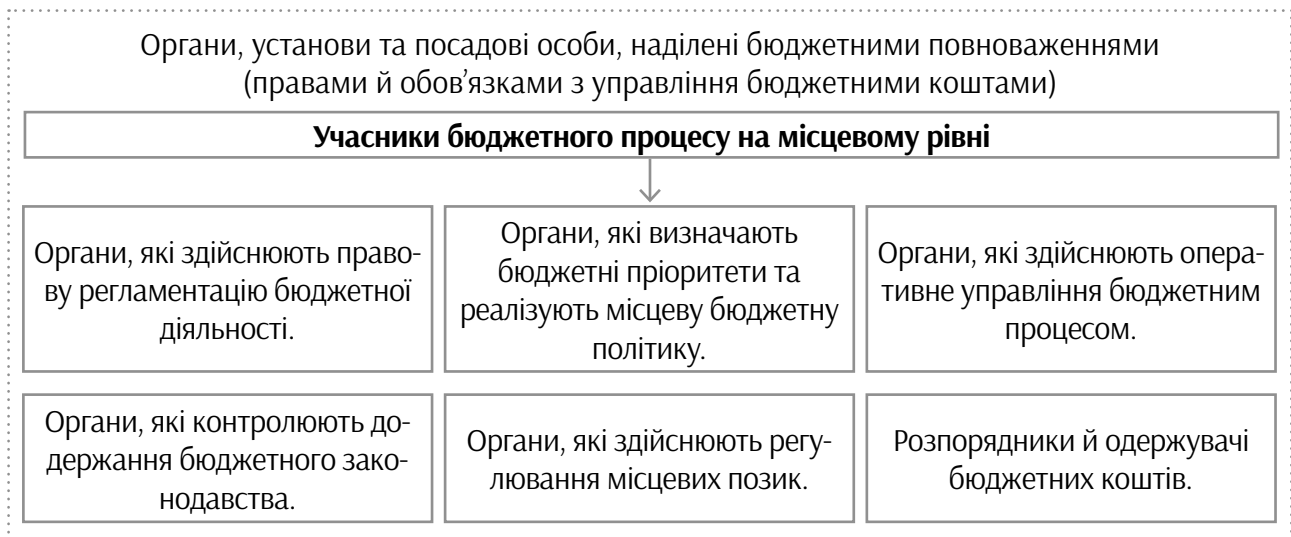 Органи, установи та посадові особи, наділені бюджетними повноваженнями
(правами й обов’язками з управління бюджетними коштами)
Учасники бюджетного процесу на місцевому рівні
Органи, які здійснюють право-
ву регламентацію бюджетної
діяльності.
Органи, які визначають
бюджетні пріоритети та
реалізують місцеву бюджетну
політику.
Органи, які здійснюють опера-
тивне управління бюджетним
процесом.
Органи, які контролюють до-
держання бюджетного зако-
нодавства.
Органи, які здійснюють регу-
лювання місцевих позик.
Розпорядники й одержувачі
бюджетних коштів.